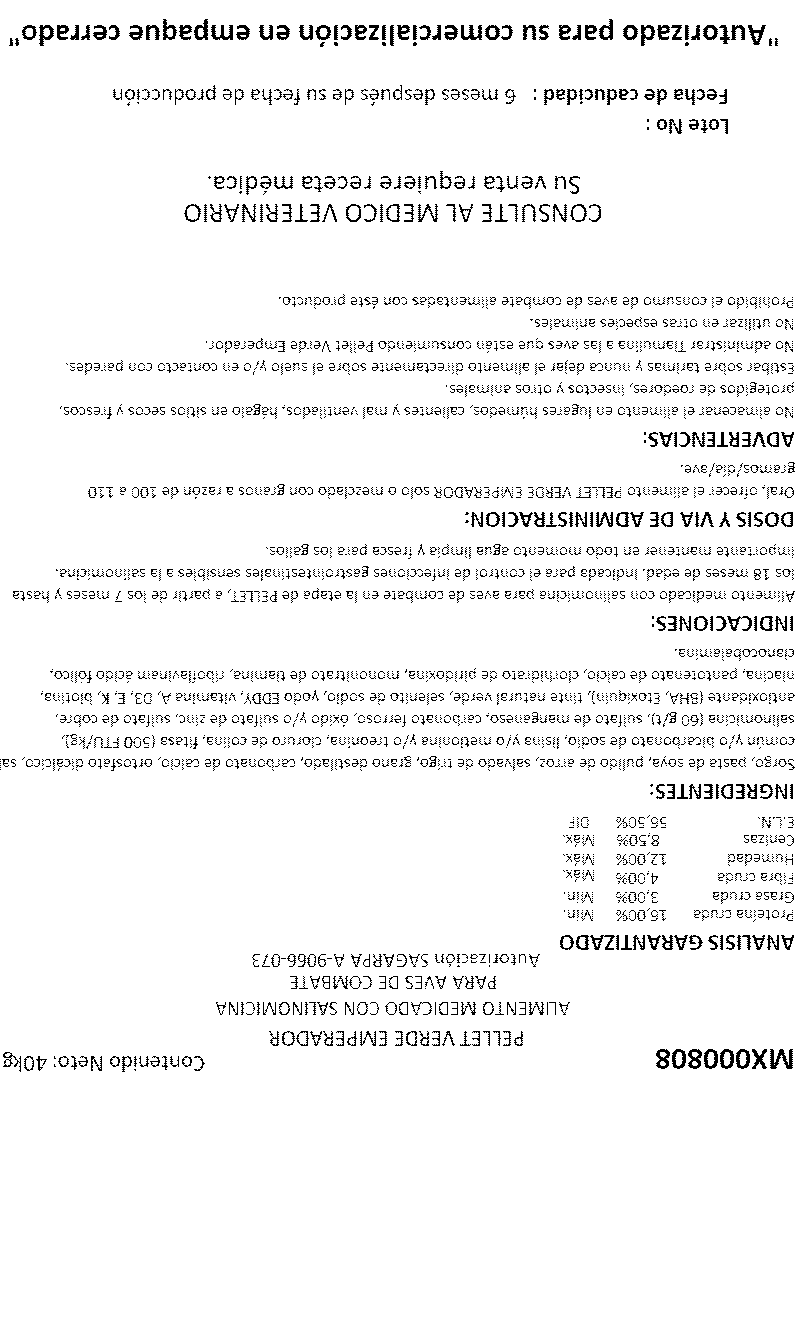 MX000808
Contenido Neto: 40kg
PELLET VERDE EMPERADOR
ALIMENTO MEDICADO CON SALINOMICINA
PARA AVES DE COMBATE
Autorización SAGARPA A-9066-073
ANALISIS GARANTIZADO
Proteína cruda 16,00% Min.
Grasa cruda 3,00% Min.
Fibra cruda 4,00% Máx.
Humedad 12,00% Máx.
Cenizas 8,50% Máx.
E.L.N. 56,50% DIF
INGREDIENTES:
Sorgo, pasta de soya, pulido de arroz, salvado de trigo, grano destilado, carbonato de calcio, ortosfato dicálcico, sal
común y/o bicarbonato de sodio, lisina y/o metionina y/o treonina, cloruro de colina, fitasa (500 FTU/kg),
salinomicina (60 g/t), sulfato de manganeso, carbonato ferroso, óxido y/o sulfato de zinc, sulfato de cobre,
antioxidante (BHA, Etoxiquin), tinte natural verde, selenito de sodio, yodo EDDY, vitamina A, D3, E, K, biotina,
niacina, pantotenato de calcio, clorhidrato de piridoxina, mononitrato de tiamina, riboflavinam ácido fólico,
cianocobalamina.
INDICACIONES:
Alimento medicado con salinomicina para aves de combate en la etapa de PELLET, a partir de los 7 meses y hasta
los 18 meses de edad. Indicada para el control de infecciones gastrointestinales sensibles a la salinomicina.
Importante mantener en todo momento agua limpia y fresca para los gallos.
DOSIS Y VIA DE ADMINISTRACION:
Oral, ofrecer el alimento PELLET VERDE EMPERADOR solo o mezclado con granos a razón de 100 a 110
gramos/día/ave.
ADVERTENCIAS:
No almacenar el alimento en lugares húmedos, calientes y mal ventilados, hágalo en sitios secos y frescos,
protegidos de roedores, insectos y otros animales.
Estibar sobre tarimas y nunca dejar el alimento directamente sobre el suelo y/o en contacto con paredes.
No administrar Tiamulina a las aves que están consumiendo Pellet Verde Emperador.
No utilizar en otras especies animales.
Prohibido el consumo de aves de combate alimentadas con éste producto.
CONSULTE AL MEDICO VETERINARIO
Su venta requiere receta médica.
Lote No :
Fecha de caducidad : 6 meses después de su fecha de producción
"Autorizado para su comercialización en empaque cerrado"